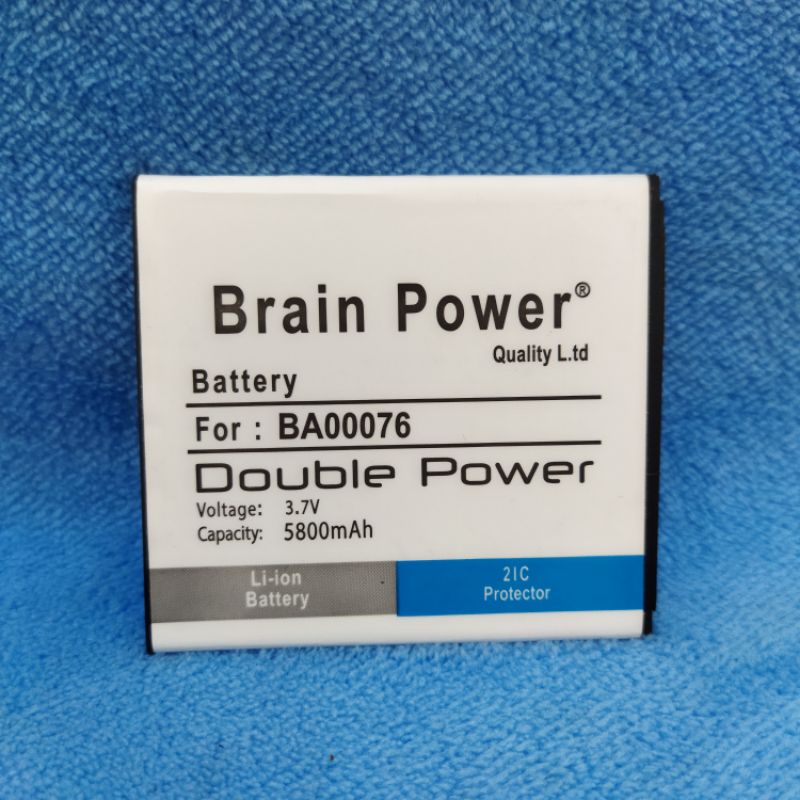 Brain Power®
Quality L.td
Battery
For : BA00076
Double Power
Voltage: 3.7V
Capacity: 5800mAh
Li-ion
Battery
2IC
Protector